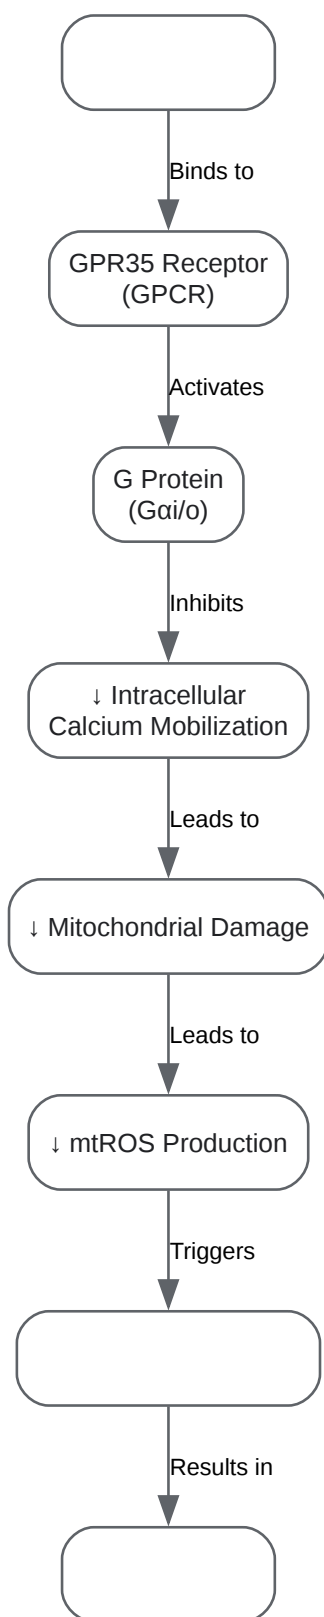 Binds to
GPR35 Receptor
(GPCR)
Activates
G Protein
(Gαi/o)
Inhibits
↓ Intracellular
Calcium Mobilization
Leads to
↓ Mitochondrial Damage
Leads to
↓ mtROS Production
Triggers
Results in